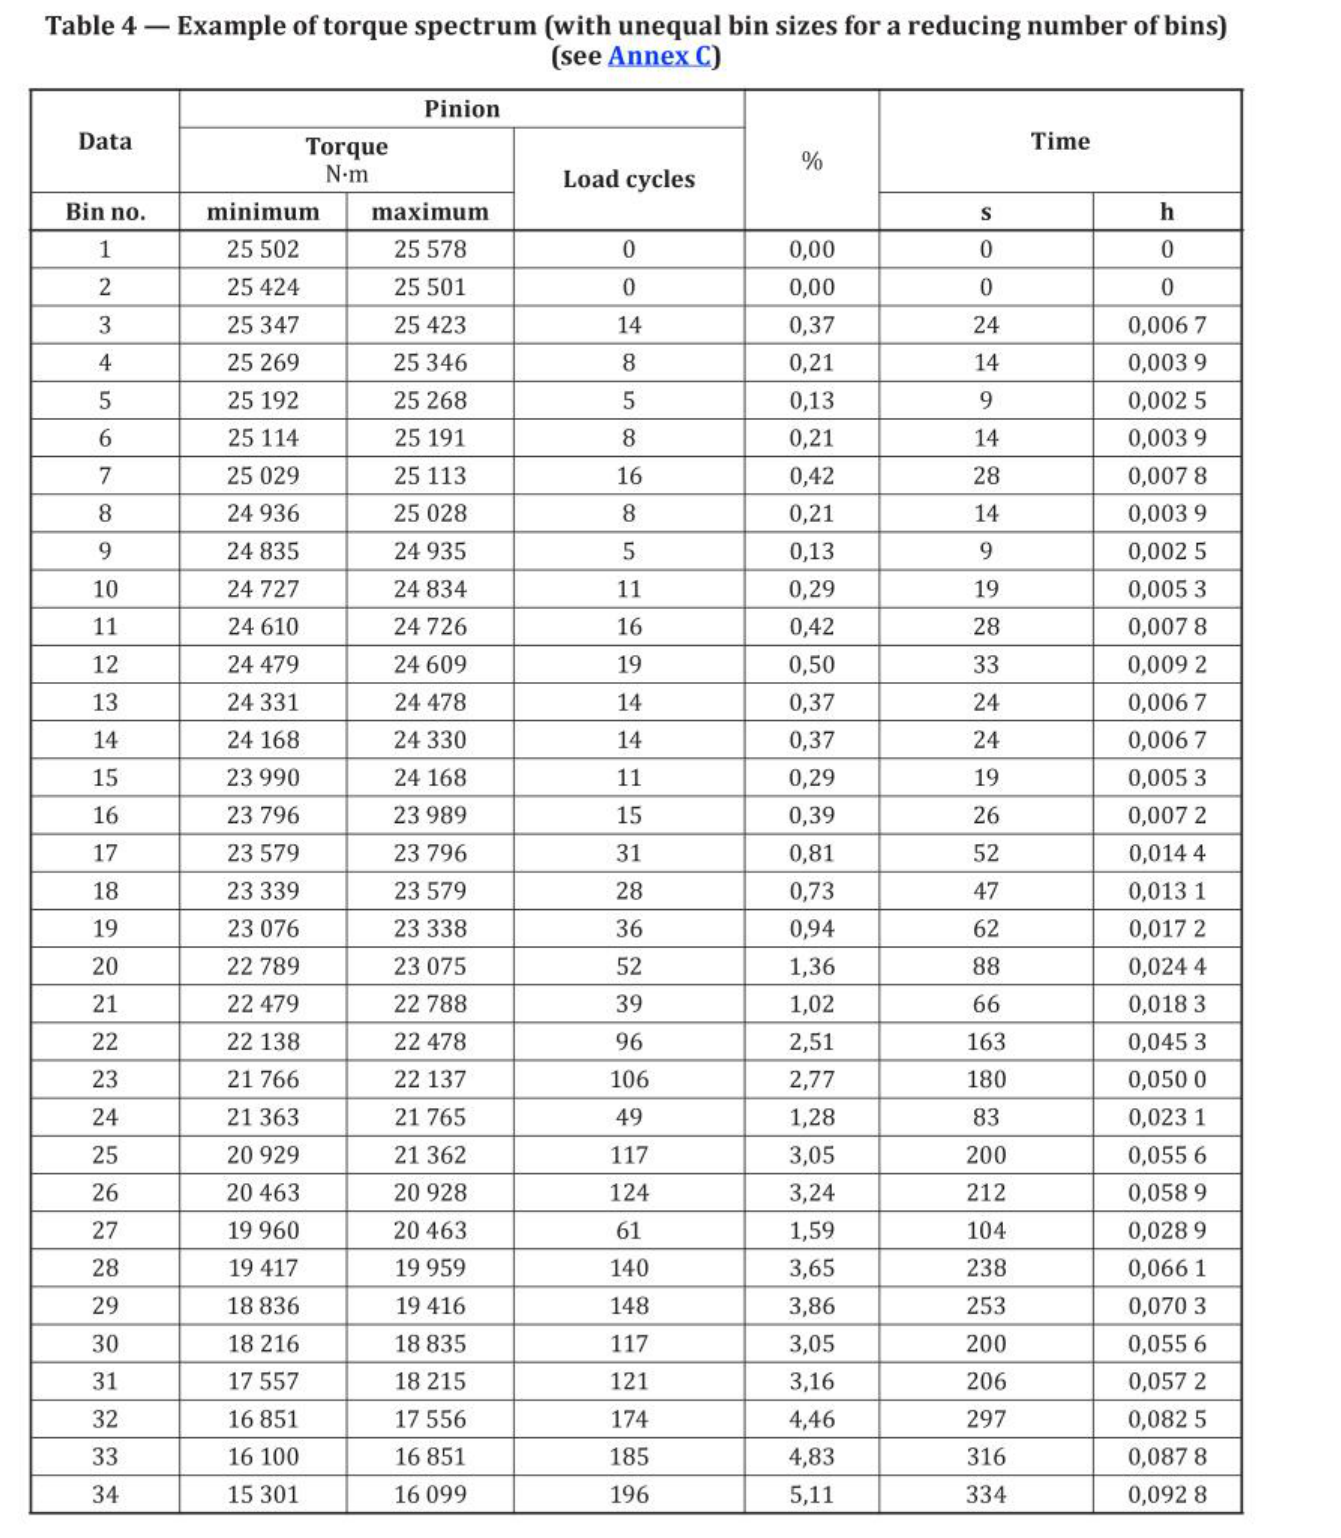 Table 4 — Example of torque spectrum (with unequal bin sizes for a reducing number of bins)
(see Annex C)
Data Pinion % Time
Torque
N·m
Load cycles
Bin no. minimum maximum s h
1 25 502 25 578 0 0,00 0 0
2 25 424 25 501 0 0,00 0 0
3 25 347 25 423 14 0,37 24 0,006 7
4 25 269 25 346 8 0,21 14 0,003 9
5 25 192 25 268 5 0,13 9 0,002 5
6 25 114 25 191 8 0,21 14 0,003 9
7 25 029 25 113 16 0,42 28 0,007 8
8 24 936 25 028 8 0,21 14 0,003 9
9 24 835 24 935 5 0,13 9 0,002 5
10 24 727 24 834 11 0,29 19 0,005 3
11 24 610 24 726 16 0,42 28 0,007 8
12 24 479 24 609 19 0,50 33 0,009 2
13 24 331 24 478 14 0,37 24 0,006 7
14 24 168 24 330 14 0,37 24 0,006 7
15 23 990 24 168 11 0,29 19 0,005 3
16 23 796 23 989 15 0,39 26 0,007 2
17 23 579 23 796 31 0,81 52 0,014 4
18 23 339 23 579 28 0,73 47 0,013 1
19 23 076 23 338 36 0,94 62 0,017 2
20 22 789 23 075 52 1,36 88 0,024 4
21 22 479 22 788 39 1,02 66 0,018 3
22 22 138 22 478 96 2,51 163 0,045 3
23 21 766 22 137 106 2,77 180 0,050 0
24 21 363 21 765 49 1,28 83 0,023 1
25 20 929 21 362 117 3,05 200 0,055 6
26 20 463 20 928 124 3,24 212 0,058 9
27 19 960 20 463 61 1,59 104 0,028 9
28 19 417 19 959 140 3,65 238 0,066 1
29 18 836 19 416 148 3,86 253 0,070 3
30 18 216 18 835 117 3,05 200 0,055 6
31 17 557 18 215 121 3,16 206 0,057 2
32 16 851 17 556 174 4,46 297 0,082 5
33 16 100 16 851 185 4,83 316 0,087 8
34 15 301 16 099 196 5,11 334 0,092 8